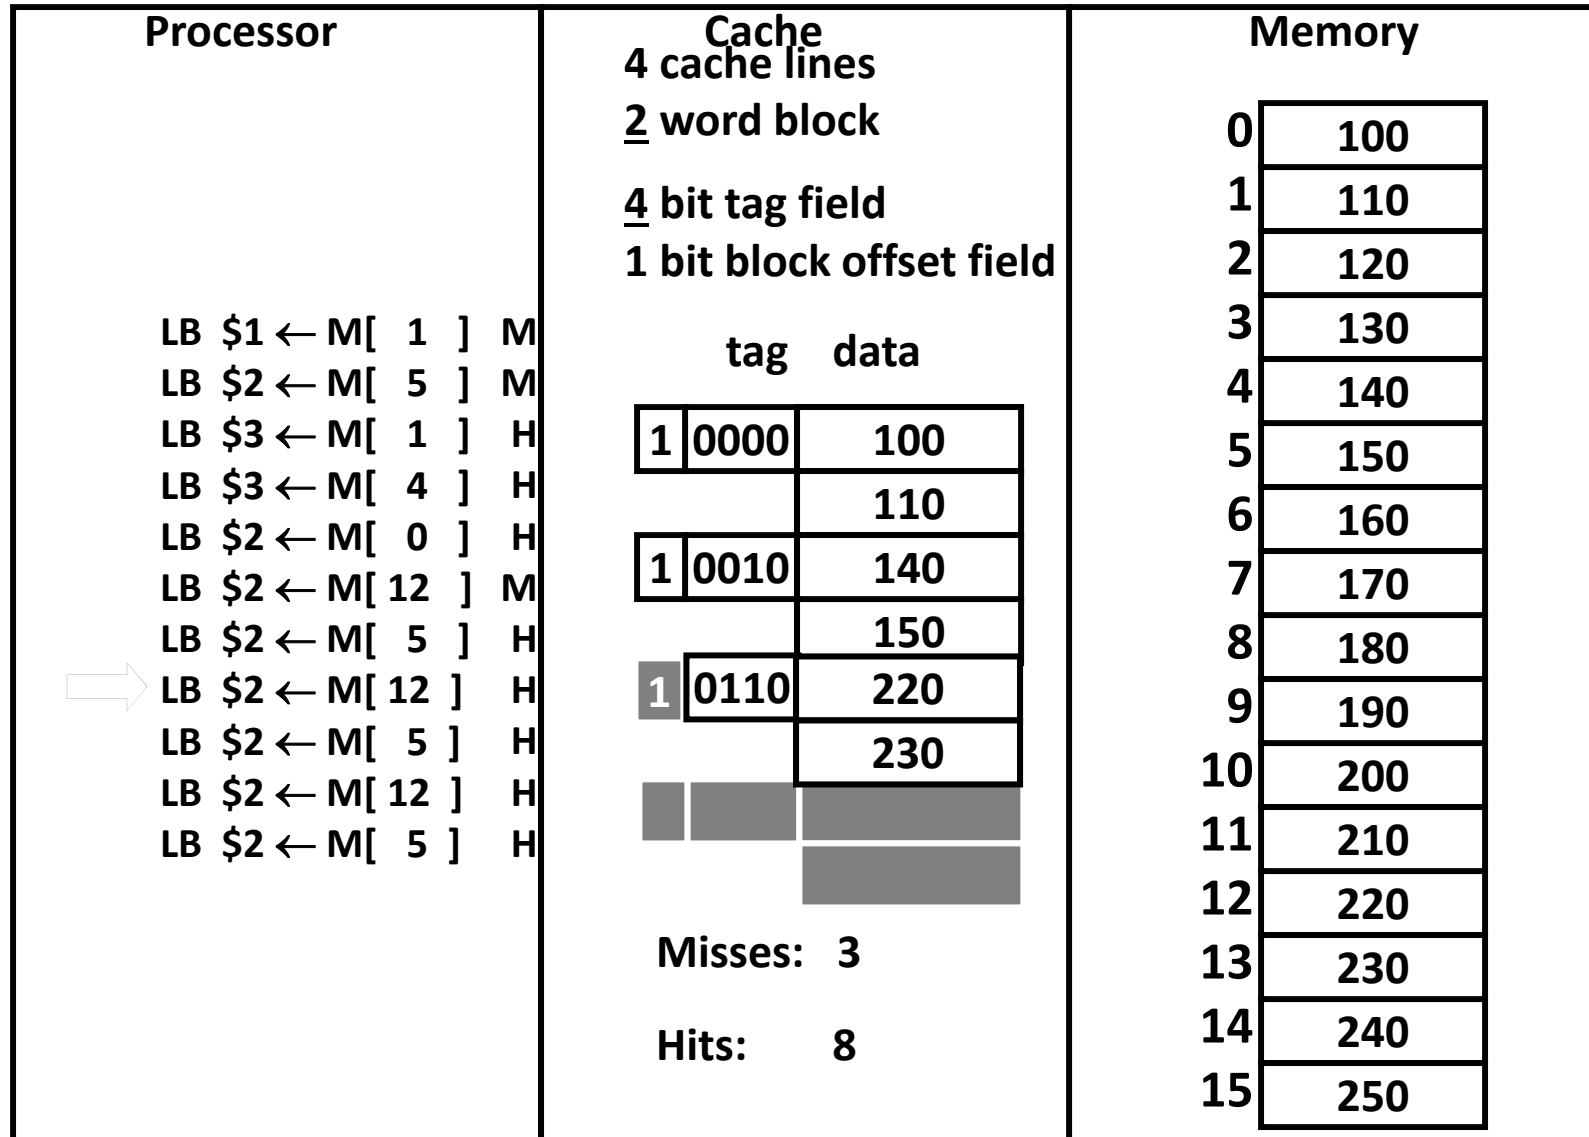 Processor
LB $1 ← M[ 1 ] M
LB $2 ← M[ 5 ] M
LB $3 ← M[ 1 ] H
LB $3 ← M[ 4 ] H
LB $2 ← M[ 0 ] H
LB $2 ← M[ 12 ] M
LB $2 ← M[ 5 ] H
LB $2 ← M[ 12 ] H
LB $2 ← M[ 5 ] H
LB $2 ← M[ 12 ] H
LB $2 ← M[ 5 ] H
Cache
4 cache lines
2 word block
4 bit tag field
1 bit block offset field
tag data
1 0000 100
110
1 0010 140
150
1 0110 220
230
Misses: 3
Hits: 8
Memory
0 100
1 110
2 120
3 130
4 140
5 150
6 160
7 170
8 180
9 190
10 200
11 210
12 220
13 230
14 240
15 250